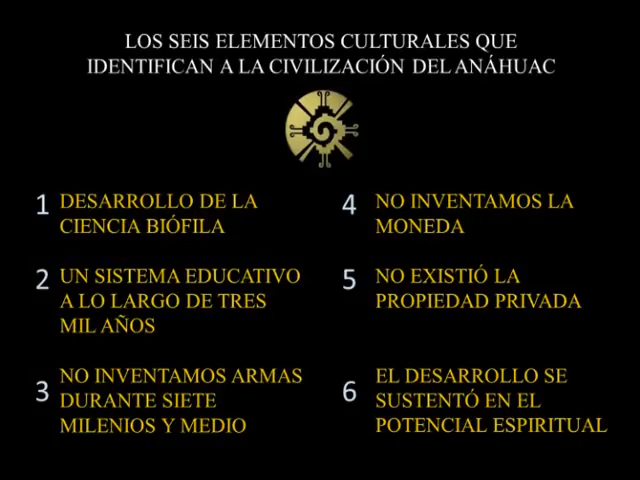 LOS SEIS ELEMENTOS CULTURALES QUE
IDENTIFICAN A LA CIVILIZACIÓN DEL ANÁHUAC
1 DESARROLLO DE LA
CIENCIA BIÓFILA
2 UN SISTEMA EDUCATIVO
A LO LARGO DE TRES
MIL AÑOS
3 NO INVENTAMOS ARMAS
DURANTE SIETE
MILENIOS Y MEDIO
4 NO INVENTAMOS LA
MONEDA
5 NO EXISTIÓ LA
PROPIEDAD PRIVADA
6 EL DESARROLLO SE
SUSTENTÓ EN EL
POTENCIAL ESPIRITUAL